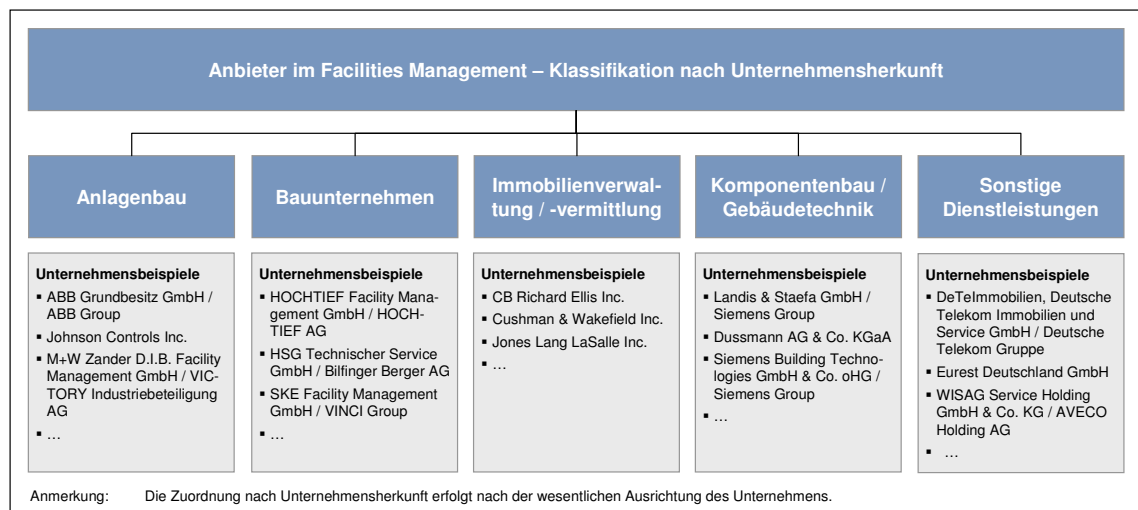 Anbieter im Facilities Management – Klassifikation nach Unternehmensherkunft
Anlagenbau
Bauunternehmen
Immobilienverwal-
tung / -vermittlung
Komponentenbau /
Gebäudetechnik
Sonstige
Dienstleistungen
Unternehmensbeispiele
▪ ABB Grundbesitz GmbH /
ABB Group
▪ Johnson Controls Inc.
▪ M+W Zander D.I.B. Facility
Management GmbH / VIC-
TORY Industriebeteiligung
AG
▪ …
Unternehmensbeispiele
▪ HOCHTIEF Facility Mana-
gement GmbH / HOCH-
TIEF AG
▪ HSG Technischer Service
GmbH / Bilfinger Berger AG
▪ SKE Facility Management
GmbH / VINCI Group
▪ …
Unternehmensbeispiele
▪ CB Richard Ellis Inc.
▪ Cushman & Wakefield Inc.
▪ Jones Lang LaSalle Inc.
▪ …
Unternehmensbeispiele
▪ Landis & Staefa GmbH /
Siemens Group
▪ Dussmann AG & Co. KGaA
▪ Siemens Building Techno-
logies GmbH & Co. oHG /
Siemens Group
▪ …
Unternehmensbeispiele
▪ DeTeImmobilien, Deutsche
Telekom Immobilien und
Service GmbH / Deutsche
Telekom Gruppe
▪ Eurest Deutschland GmbH
▪ WISAG Service Holding
GmbH & Co. KG / AVECO
Holding AG
▪ …
Anmerkung: Die Zuordnung nach Unternehmensherkunft erfolgt nach der wesentlichen Ausrichtung des Unternehmens.